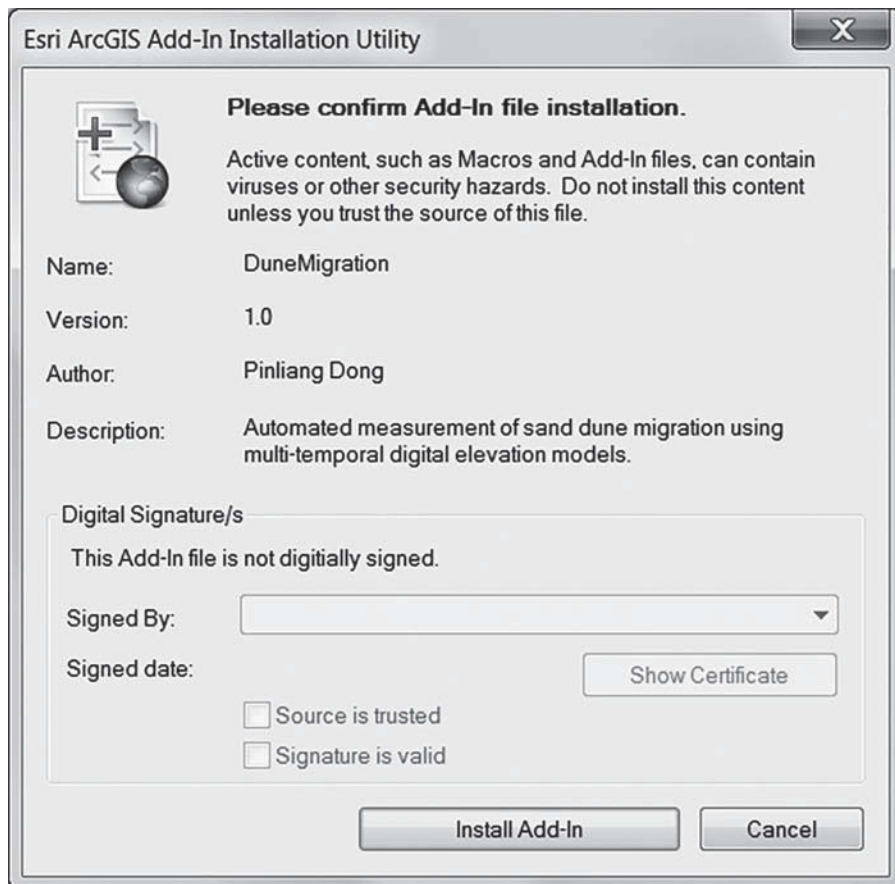 Esri ArcGIS Add-In Installation Utility
X
Please confirm Add-In file installation.
Active content, such as Macros and Add-In files, can contain
viruses or other security hazards. Do not install this content
unless you trust the source of this file.
Name: DuneMigration
Version: 1.0
Author: Pinliang Dong
Description: Automated measurement of sand dune migration using
multi-temporal digital elevation models.
Digital Signature/s
This Add-In file is not digitially signed.
Signed By:
Signed date:
Show Certificate
Source is trusted
Signature is valid
Install Add-In
Cancel